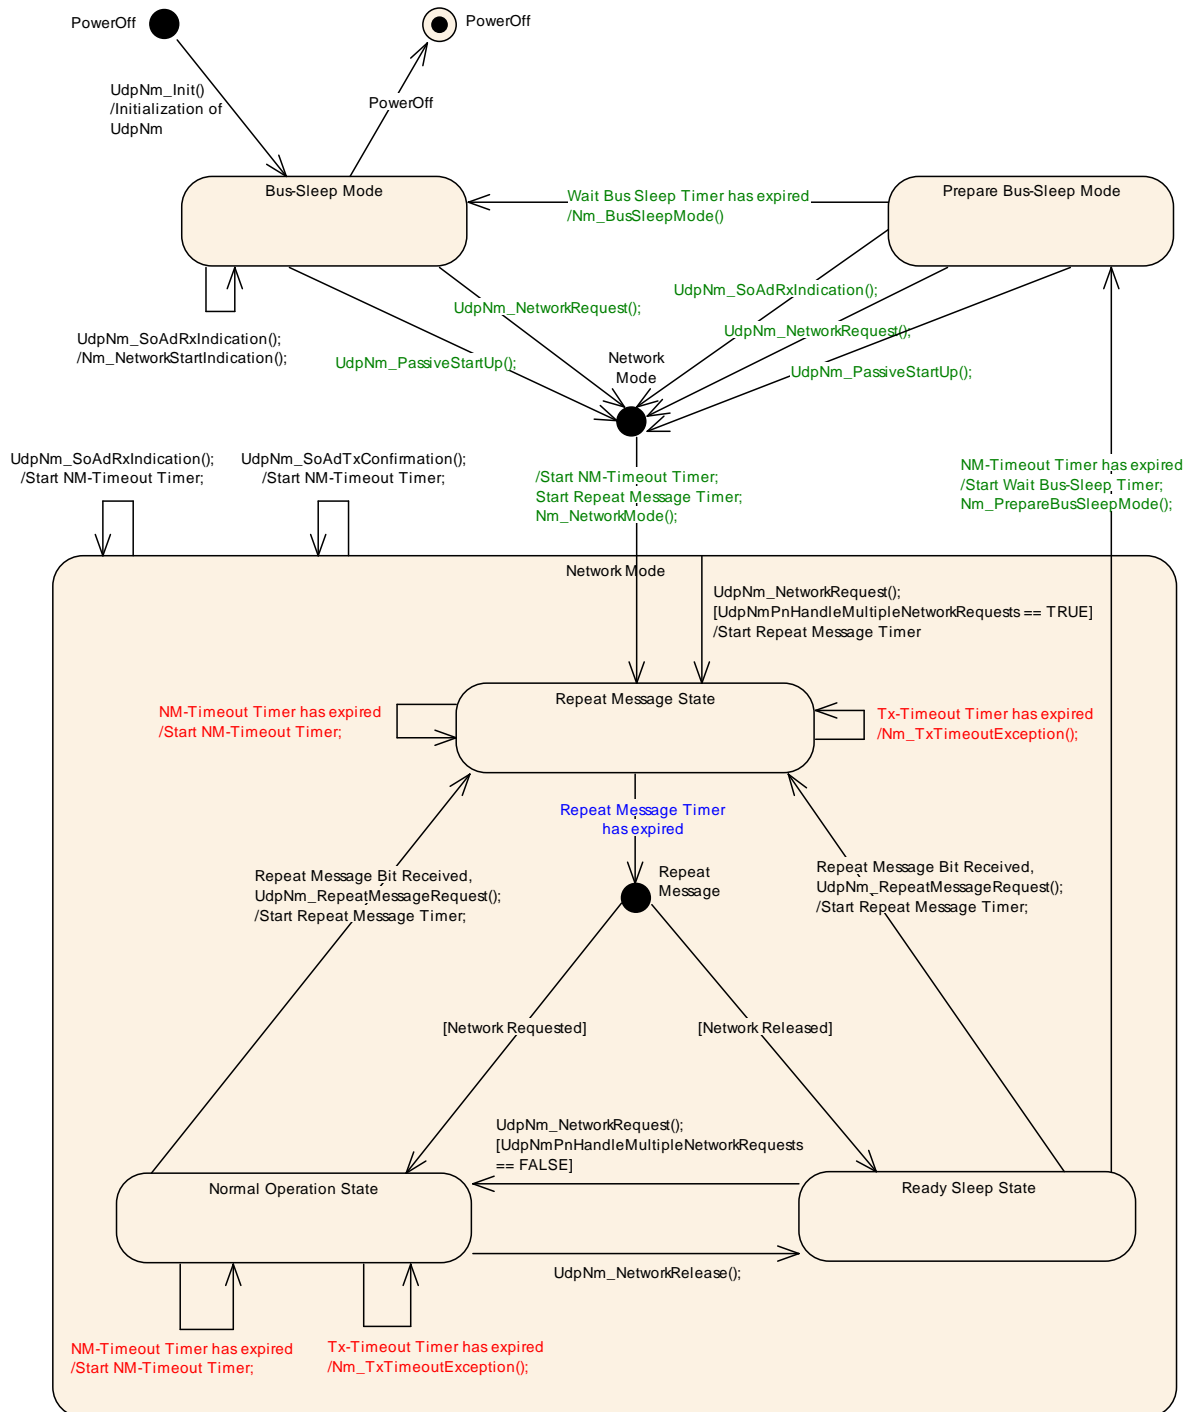 PowerOff
PowerOff
UdpNm_Init()
/Initialization of
UdpNm
PowerOff
Bus-Sleep Mode
Prepare Bus-Sleep Mode
Wait Bus Sleep Timer has expired
/Nm_BusSleepMode()
UdpNm_SoAdRxIndication();
UdpNm_NetworkRequest();
UdpNm_NetworkRequest();
UdpNm_SoAdRxIndication();
/Nm_NetworkStartIndication();
UdpNm_PassiveStartUp();
Network
Mode
UdpNm_PassiveStartUp();
UdpNm_SoAdRxIndication();
/Start NM-Timeout Timer;
UdpNm_SoAdTxConfirmation();
/Start NM-Timeout Timer;
/Start NM-Timeout Timer;
Start Repeat Message Timer;
Nm_NetworkMode();
NM-Timeout Timer has expired
/Start Wait Bus-Sleep Timer;
Nm_PrepareBusSleepMode();
Network Mode
UdpNm_NetworkRequest();
[UdpNmPnHandleMultipleNetworkRequests == TRUE]
/Start Repeat Message Timer
Repeat Message State
NM-Timeout Timer has expired
/Start NM-Timeout Timer;
Tx-Timeout Timer has expired
/Nm_TxTimeoutException();
Repeat Message Timer
has expired
Repeat Message Bit Received,
UdpNm_RepeatMessageRequest();
/Start Repeat Message Timer;
Repeat
Message
Repeat Message Bit Received,
UdpNm_RepeatMessageRequest();
/Start Repeat Message Timer;
[Network Requested]
[Network Released]
UdpNm_NetworkRequest();
[UdpNmPnHandleMultipleNetworkRequests
== FALSE]
Normal Operation State
Ready Sleep State
UdpNm_NetworkRelease();
NM-Timeout Timer has expired
/Start NM-Timeout Timer;
Tx-Timeout Timer has expired
/Nm_TxTimeoutException();